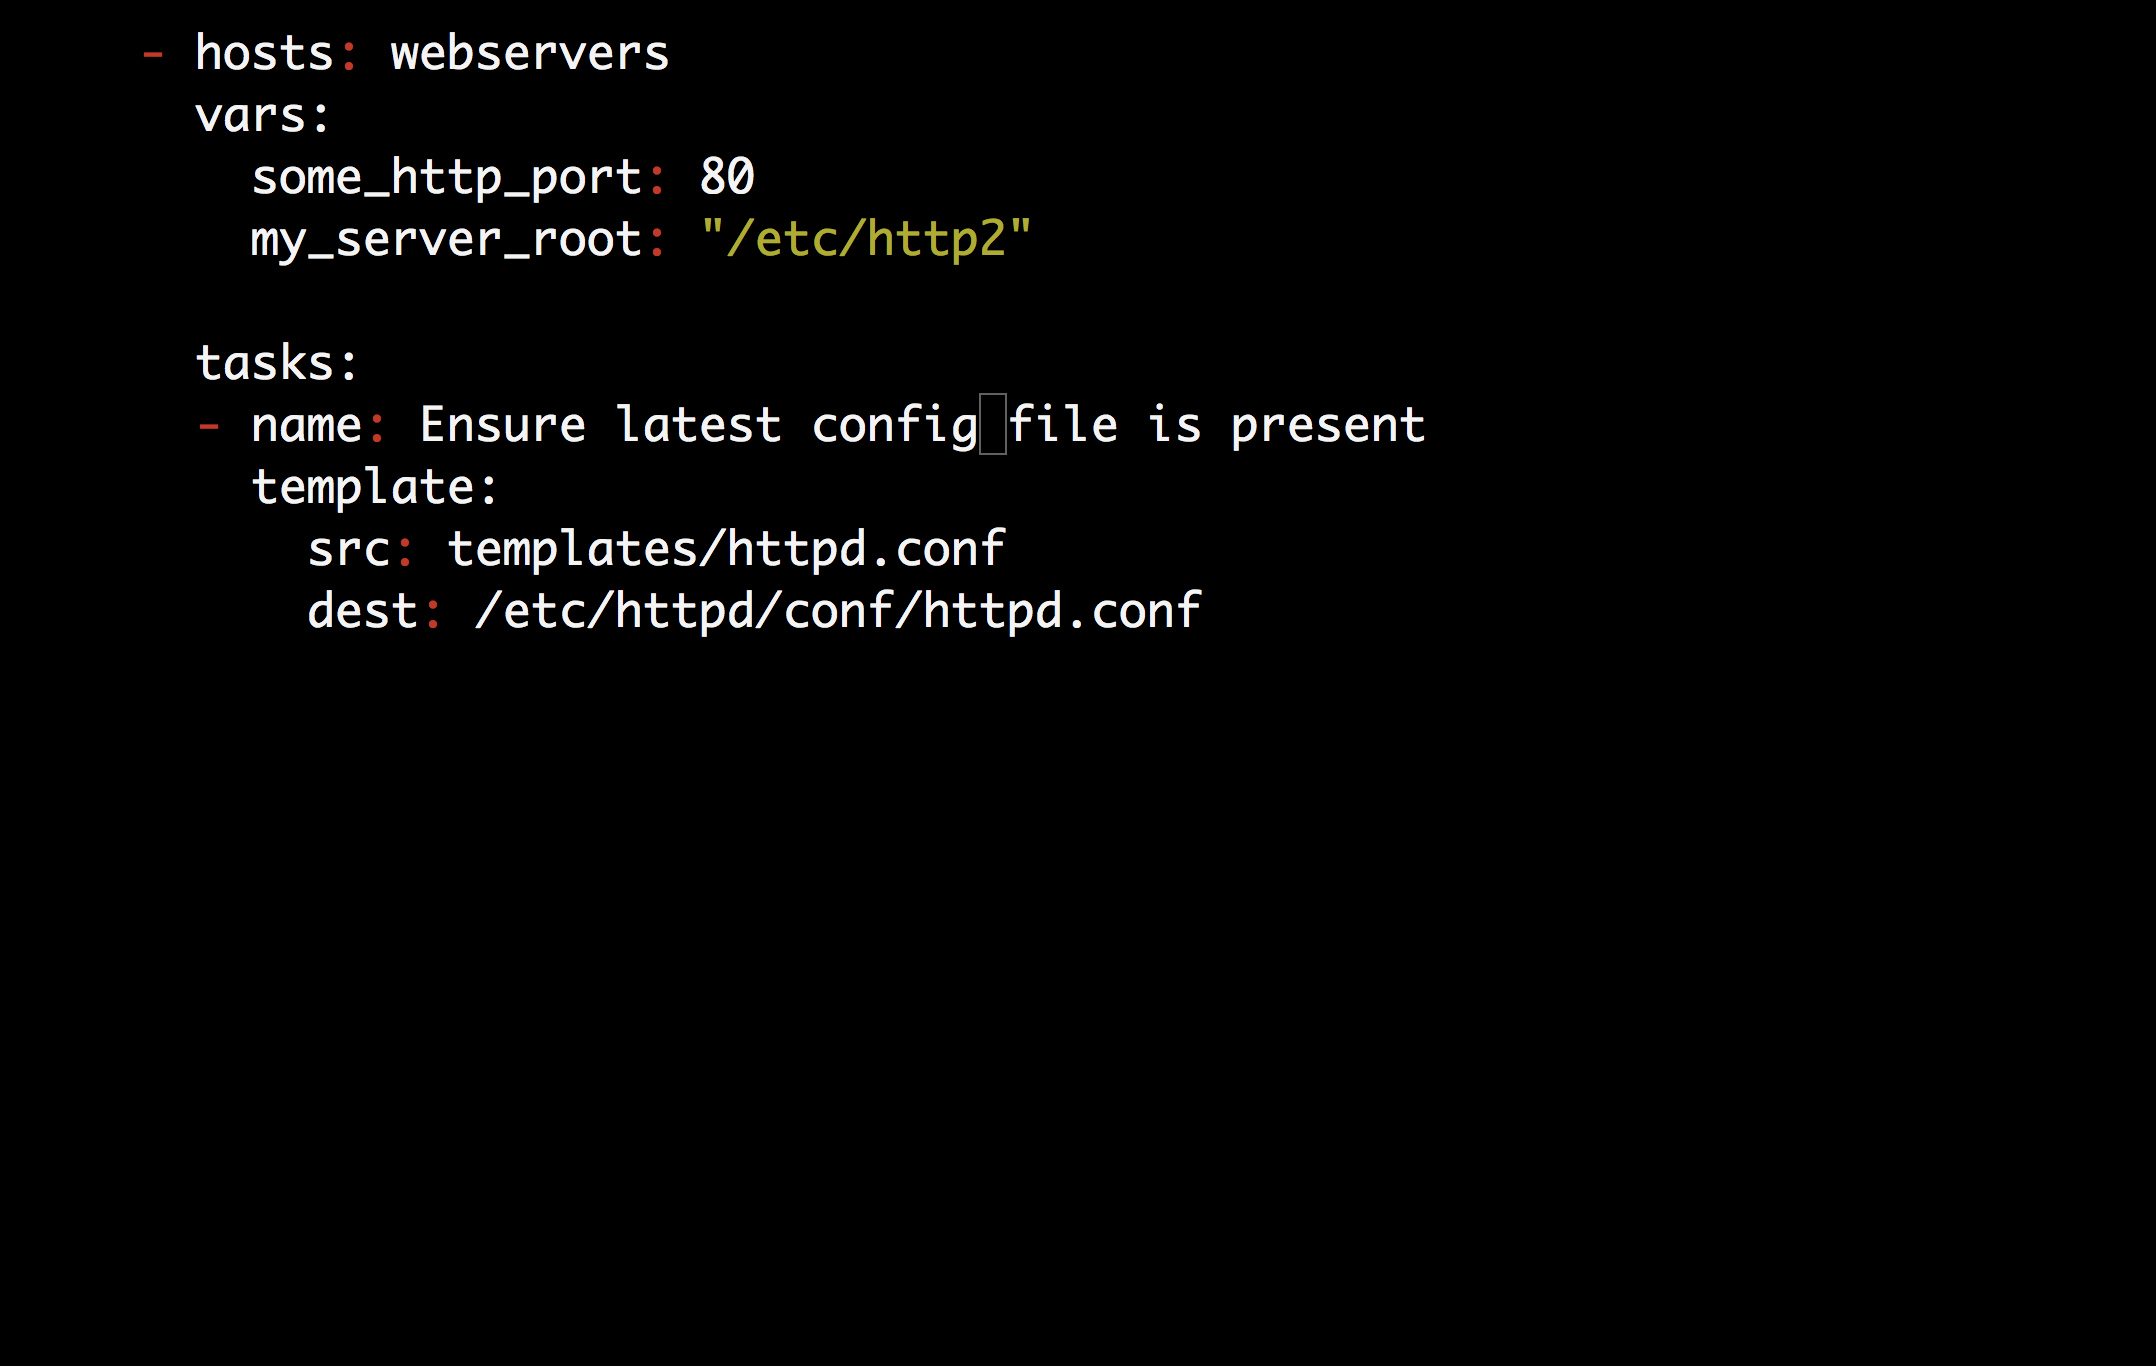 - hosts: webservers
  vars:
    some_http_port: 80
    my_server_root: "/etc/http2"

  tasks:
  - name: Ensure latest config file is present
    template:
      src: templates/httpd.conf
      dest: /etc/httpd/conf/httpd.conf